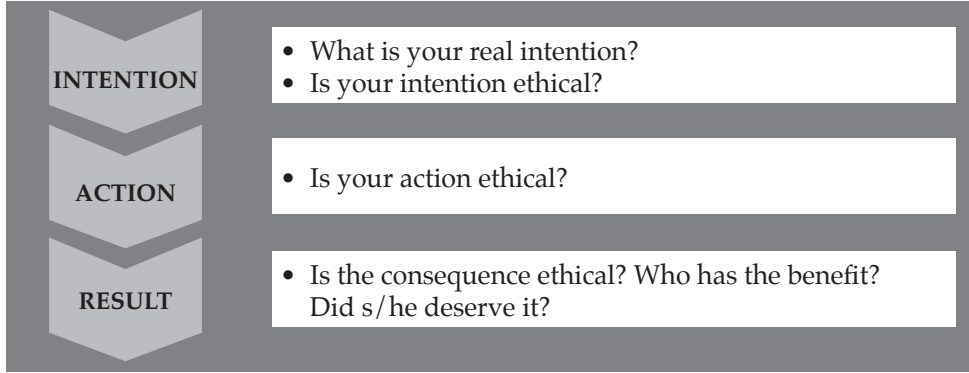 INTENTION
• What is your real intention?
• Is your intention ethical?
ACTION
• Is your action ethical?
RESULT
• Is the consequence ethical? Who has the benefit?
Did s/he deserve it?